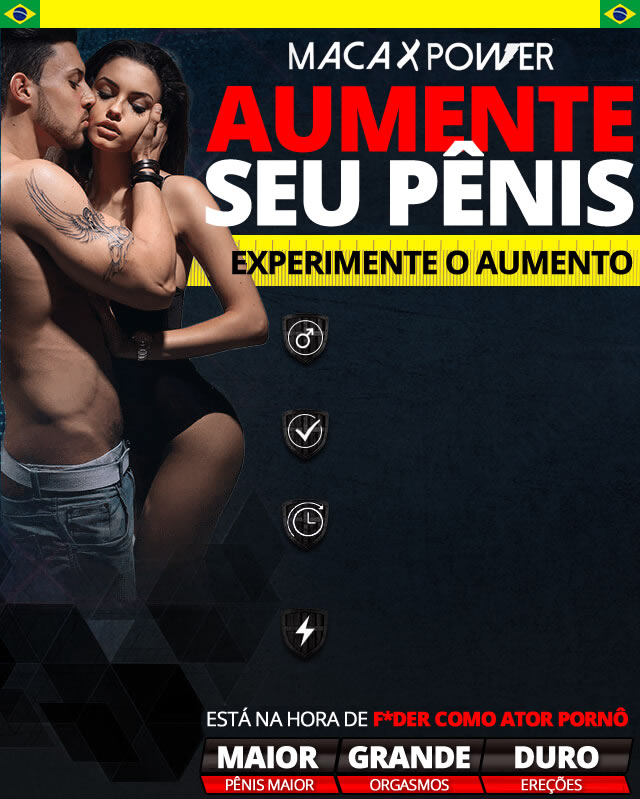 MACA X POWER
AUMENTE
SEU PÊNIS
EXPERIMENTE O AUMENTO
ESTÁ NA HORA DE F*DER COMO ATOR PORNÔ
MAIOR GRANDE DURO
PÊNIS MAIOR ORGASMOS EREÇÕES